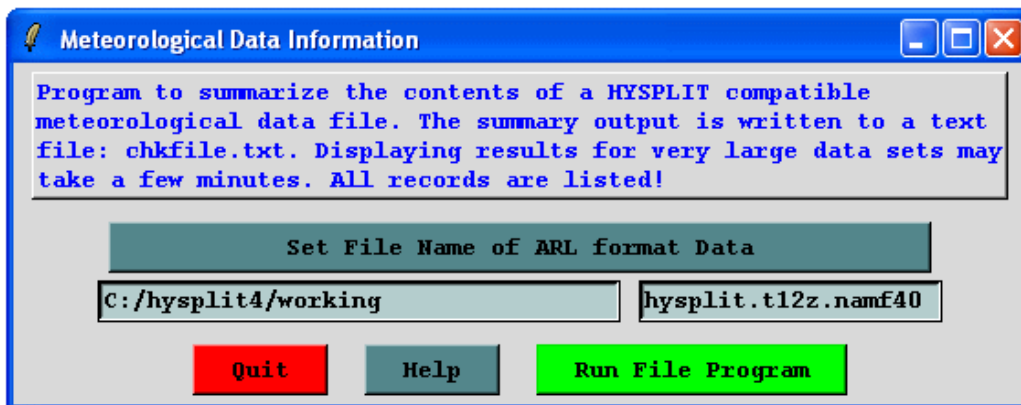 Meteorological Data Information
Program to summarize the contents of a HYSPLIT compatible
meteorological data file. The summary output is written to a text
file: chkfile.txt. Displaying results for very large data sets may
take a few minutes. All records are listed!
Set File Name of ARL format Data
C:/hysplit4/working hysplit.t12z.namf40
Quit Help Run File Program